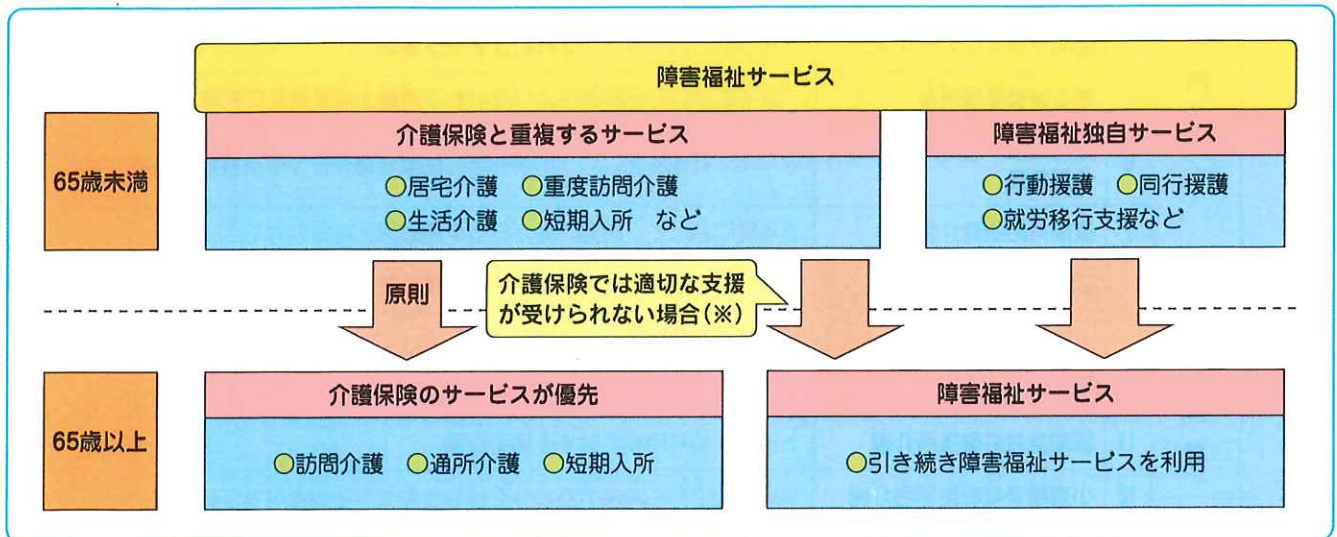 障害福祉サービス
65歳未満
介護保険と重複するサービス
●居宅介護 ●重度訪問介護
●生活介護 ●短期入所 など
障害福祉独自サービス
●行動援護 ●同行援護
●就労移行支援など
原則
介護保険では適切な支援
が受けられない場合(※)
65歳以上
介護保険のサービスが優先
●訪問介護 ●通所介護 ●短期入所
障害福祉サービス
●引き続き障害福祉サービスを利用